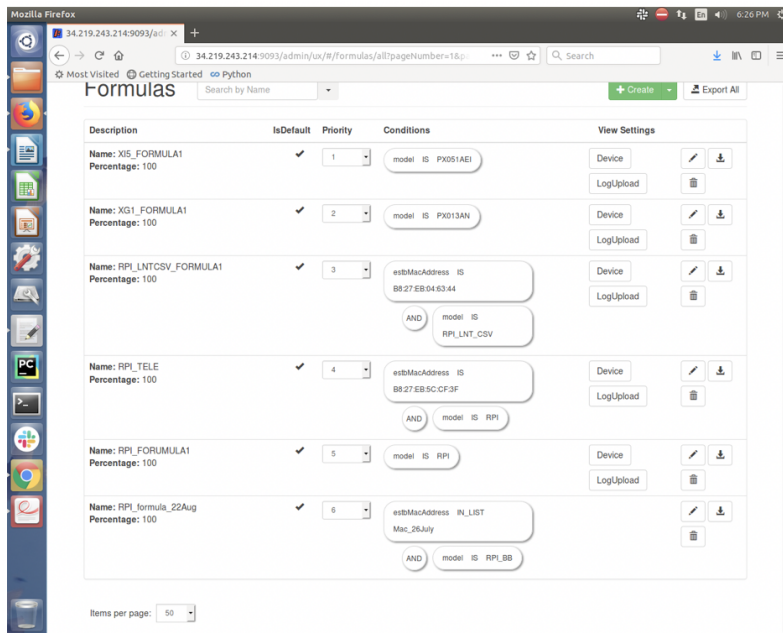 Mozilla Firefox
En 6:26 PM
34.219.243.214:9093/ad
34.219.243.214:9093/admin/ux/#/formulas/all?pageNumber=1&p
Search
Most Visited Getting Started Python
Formulas Search by Name Create Export All
Description IsDefault Priority Conditions View Settings
Name: XI5_FORMULA1 1 model IS PX051AEI Device
Percentage: 100
LogUpload
Name: XG1_FORMULA1 2 model IS PX013AN Device
Percentage: 100
LogUpload
Name: RPI_LNTCSV_FORMULA1 3 estbMacAddress IS Device
Percentage: 100
B8:27:EB:04:63:44 LogUpload
AND model IS
RPI_LNT_CSV
Name: RPI_TELE 4 estbMacAddress IS Device
Percentage: 100
B8:27:EB:5C:CF:3F LogUpload
AND model IS RPI
Name: RPI_FORUMULA1 5 model IS RPI Device
Percentage: 100
LogUpload
Name: RPI_formula_22Aug 6 estbMacAddress IN_LIST
Percentage: 100
Mac_26July
AND model IS RPI_BB
Items per page: 50
PC